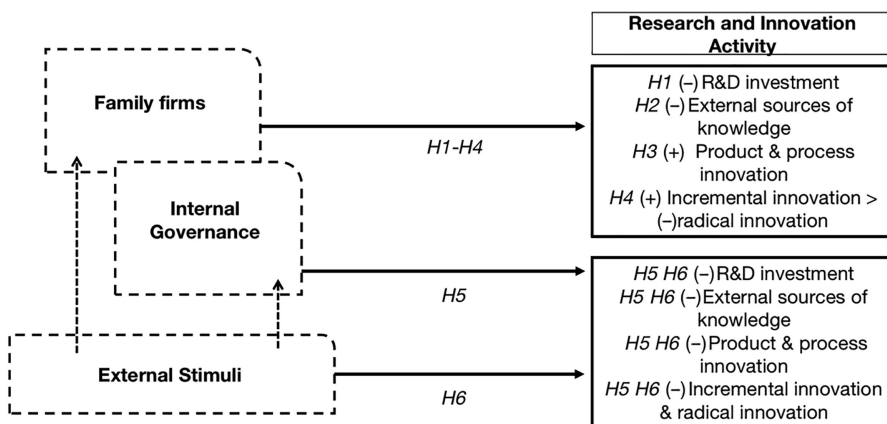 Research and Innovation
Activity
Family firms
H1 (–) R&D investment
H2 (–) External sources of
knowledge
H3 (+) Product & process
innovation
H4 (+) Incremental innovation >
(–)radical innovation
H1-H4
Internal
Governance
H5
H5 H6 (–)R&D investment
H5 H6 (–)External sources of
knowledge
H5 H6 (–)Product & process
innovation
H5 H6 (–)Incremental innovation
& radical innovation
External Stimuli
H6